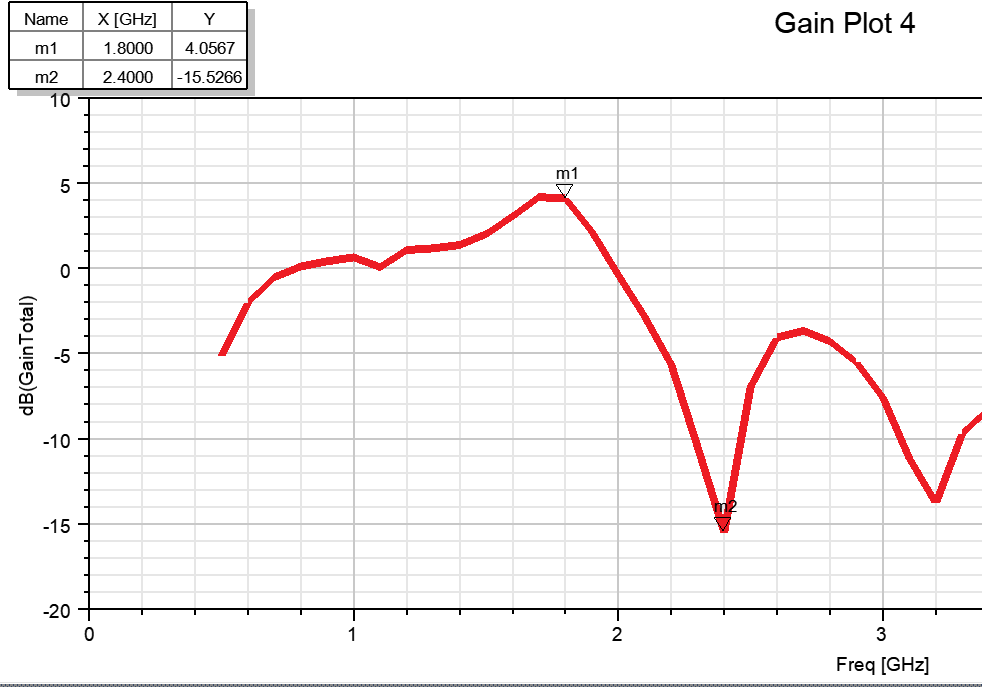 Gain Plot 4
Name X [GHz] Y
m1 1.8000 4.0567
m2 2.4000 -15.5266
10
m1
5
0
-5
-10
m2
-15
-20
dB(GainTotal)
0 1 2 3
Freq [GHz]